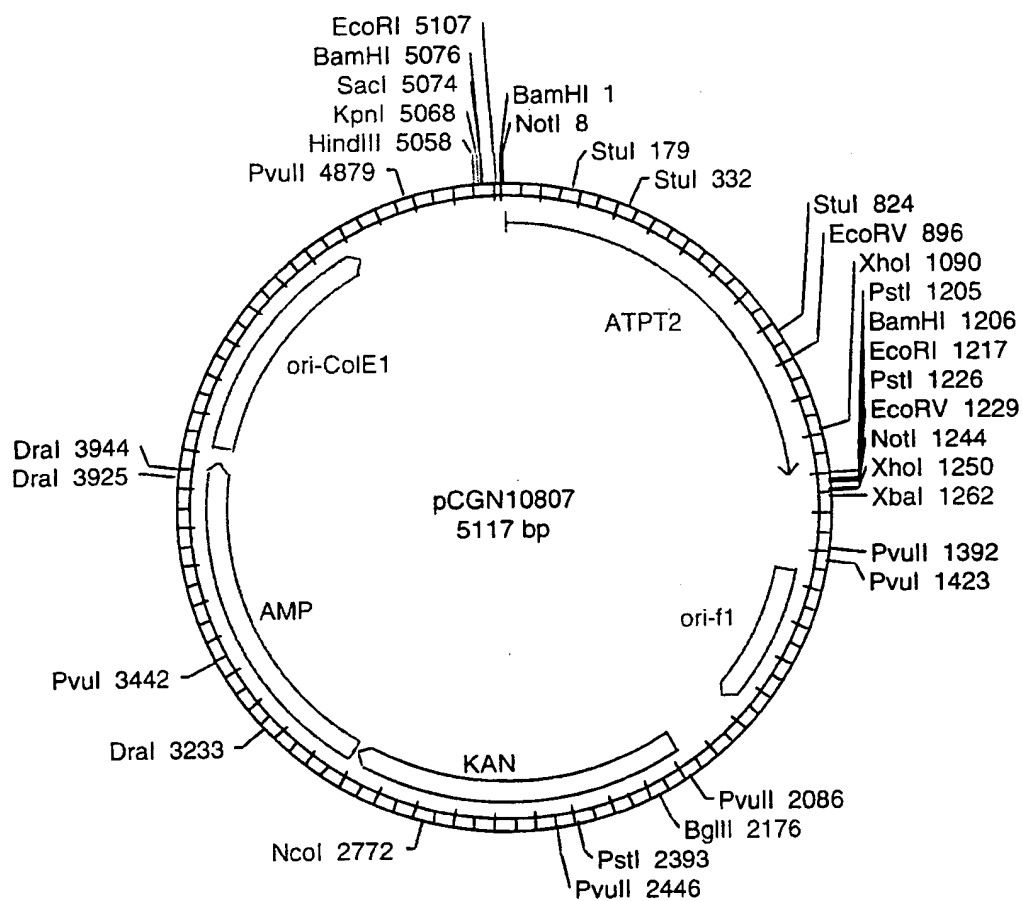 EcoRI 5107
BamHI 5076
SacI 5074
KpnI 5068
HindIII 5058
PvuII 4879
BamHI 1
NotI 8
StuI 179
StuI 332
StuI 824
EcoRV 896
XhoI 1090
PstI 1205
BamHI 1206
EcoRI 1217
PstI 1226
EcoRV 1229
NotI 1244
XhoI 1250
XbaI 1262
PvuII 1392
PvuI 1423
ATPT2
ori-ColE1
DraI 3944
DraI 3925
pCGN10807
5117 bp
AMP
ori-f1
PvuI 3442
DraI 3233
KAN
PvuII 2086
BglII 2176
NcoI 2772
PstI 2393
PvuII 2446